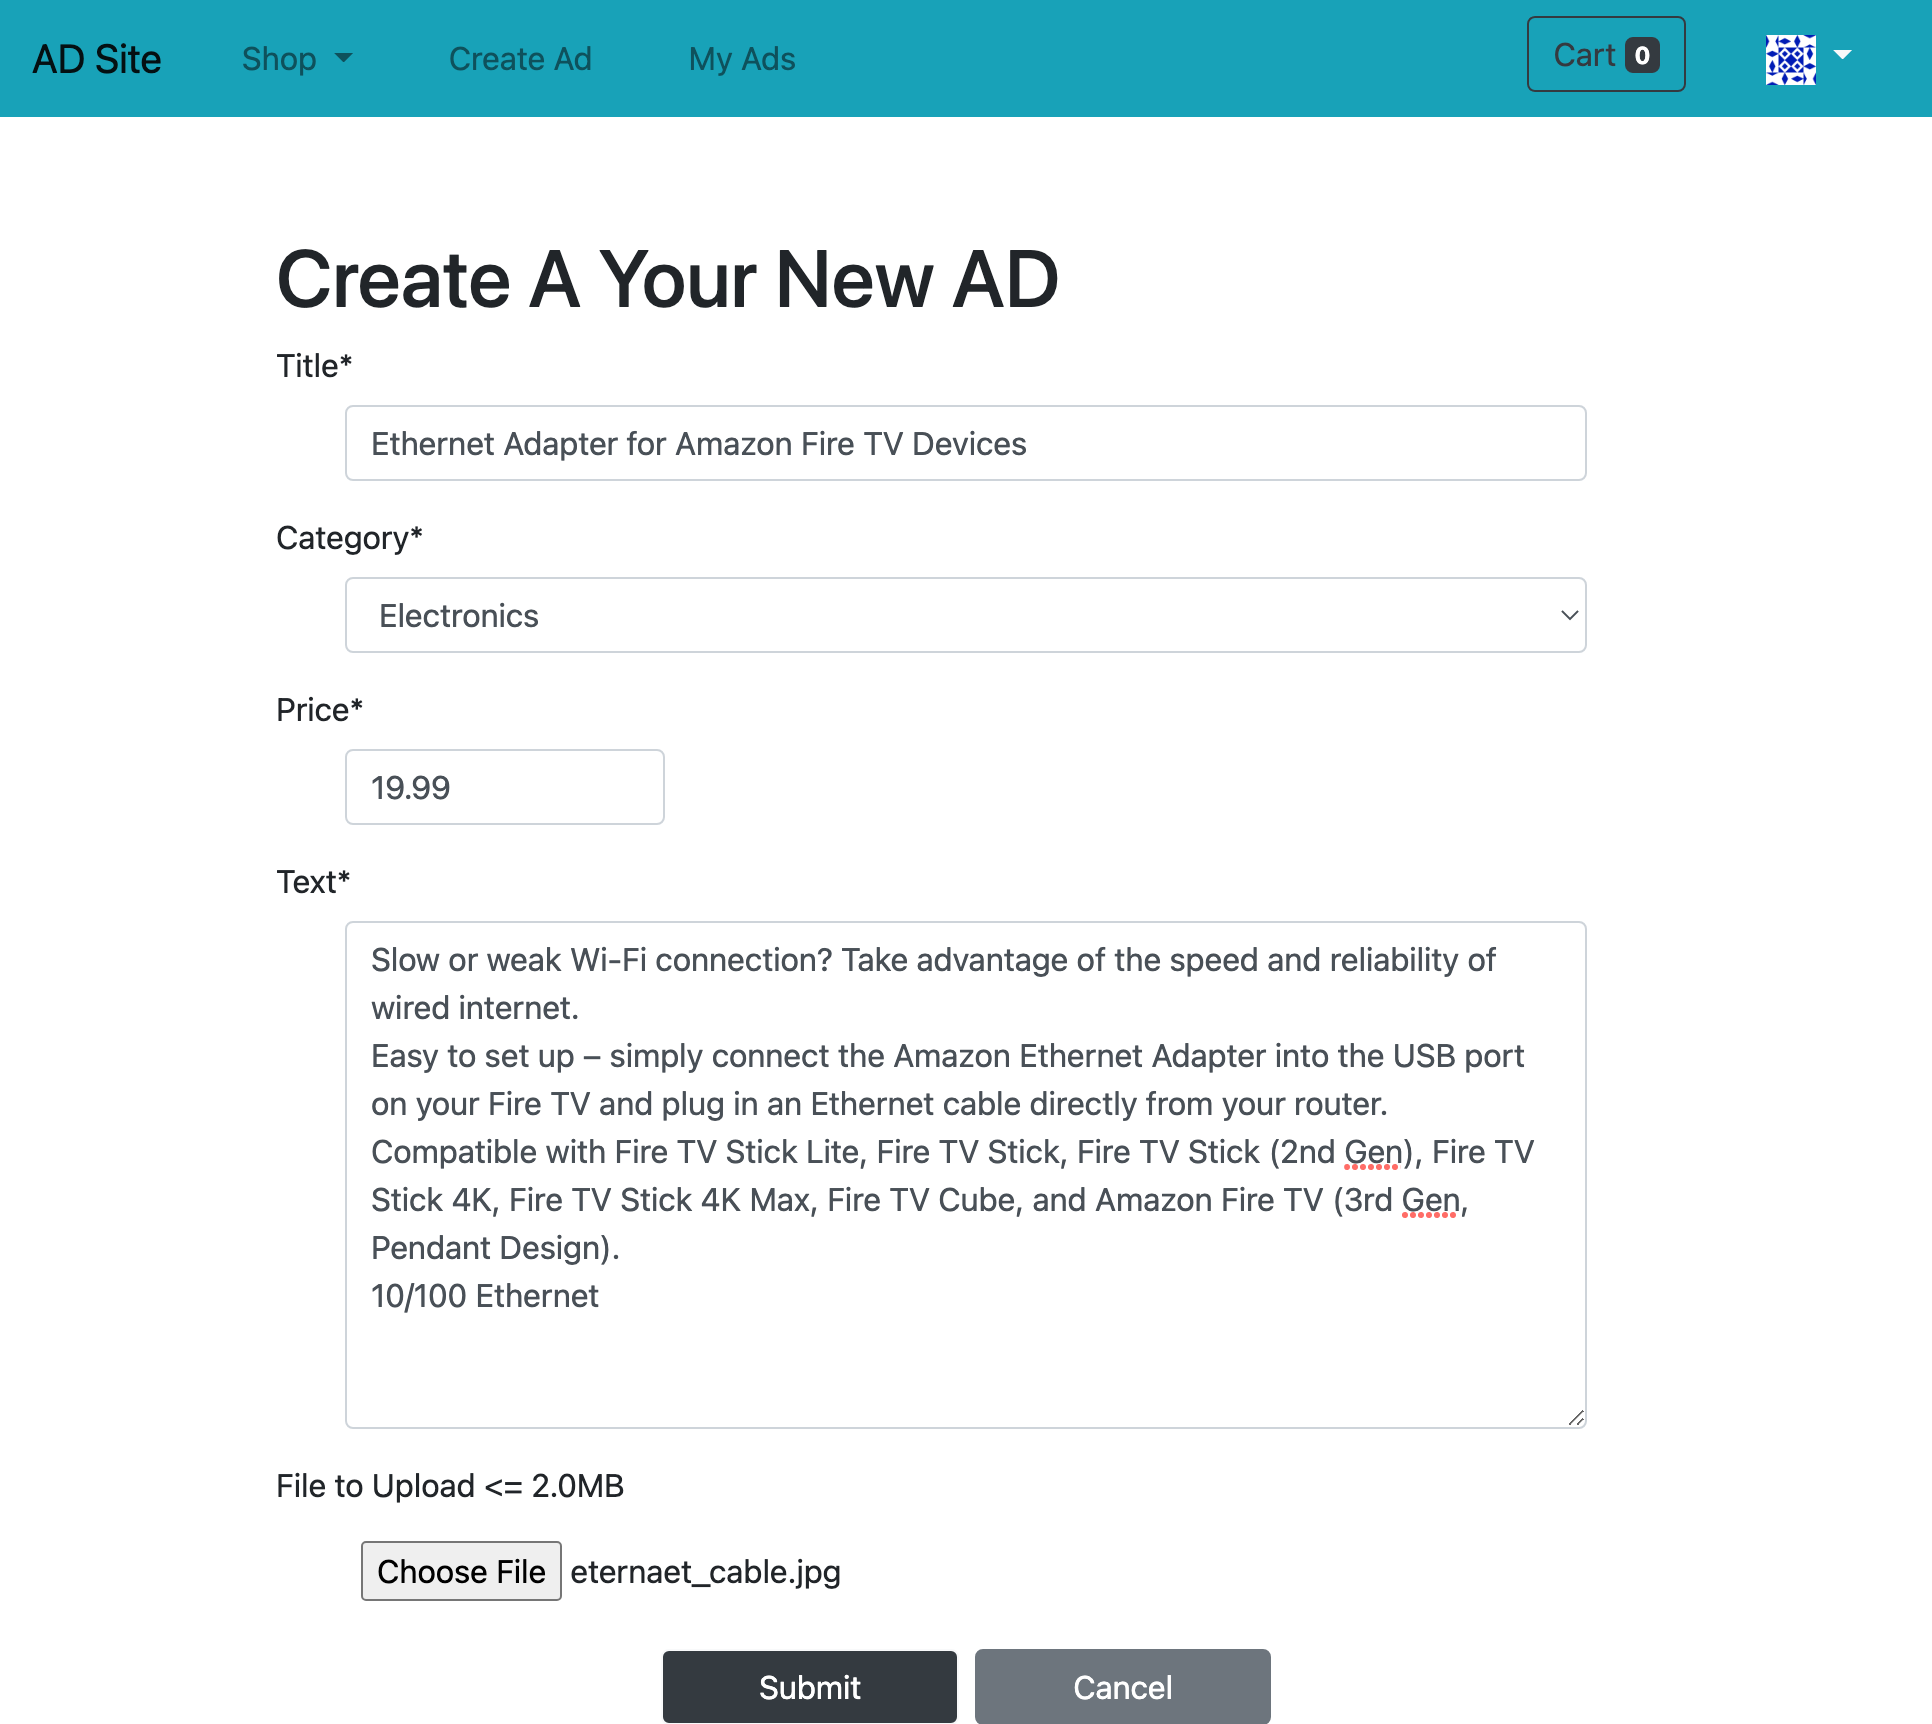 AD Site Shop Create Ad My Ads Cart 0
Create A Your New AD
Title*
Ethernet Adapter for Amazon Fire TV Devices
Category*
Electronics
Price*
19.99
Text*
Slow or weak Wi-Fi connection? Take advantage of the speed and reliability of
wired internet.
Easy to set up – simply connect the Amazon Ethernet Adapter into the USB port
on your Fire TV and plug in an Ethernet cable directly from your router.
Compatible with Fire TV Stick Lite, Fire TV Stick, Fire TV Stick (2nd Gen), Fire TV
Stick 4K, Fire TV Stick 4K Max, Fire TV Cube, and Amazon Fire TV (3rd Gen,
Pendant Design).
10/100 Ethernet
File to Upload <= 2.0MB
Choose File eternaet_cable.jpg
Submit Cancel